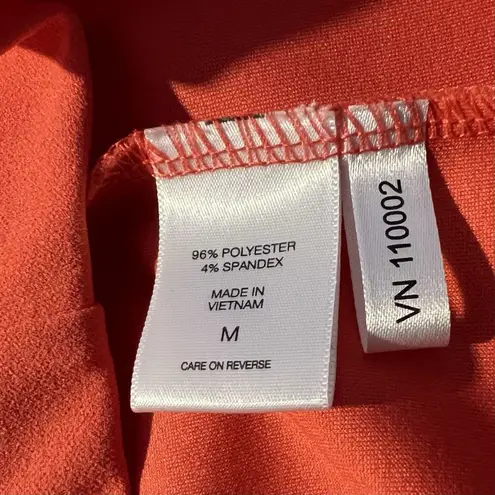 96% POLYESTER
4% SPANDEX
MADE IN
VIETNAM
M
CARE ON REVERSE
VN 110002